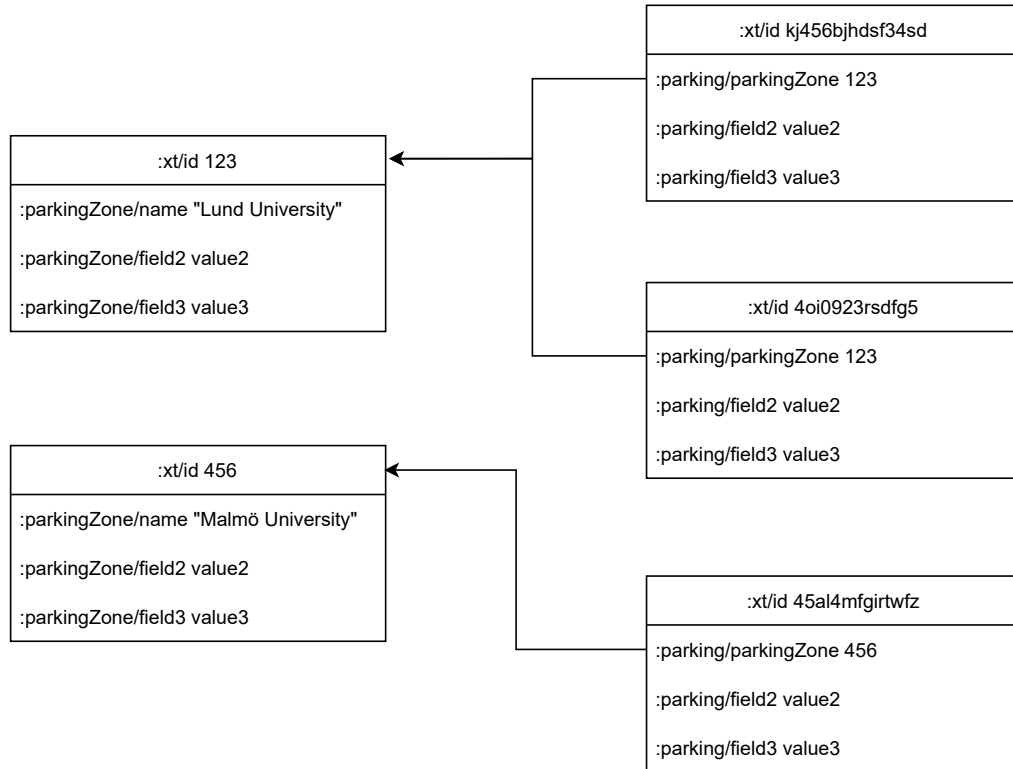 :xt/id 123
:parkingZone/name "Lund University"
:parkingZone/field2 value2
:parkingZone/field3 value3
:xt/id 456
:parkingZone/name "Malmö University"
:parkingZone/field2 value2
:parkingZone/field3 value3
:xt/id kj456bjhdsf34sd
:parking/parkingZone 123
:parking/field2 value2
:parking/field3 value3
:xt/id 4oi0923rsdfg5
:parking/parkingZone 123
:parking/field2 value2
:parking/field3 value3
:xt/id 45al4mfgirtwfz
:parking/parkingZone 456
:parking/field2 value2
:parking/field3 value3